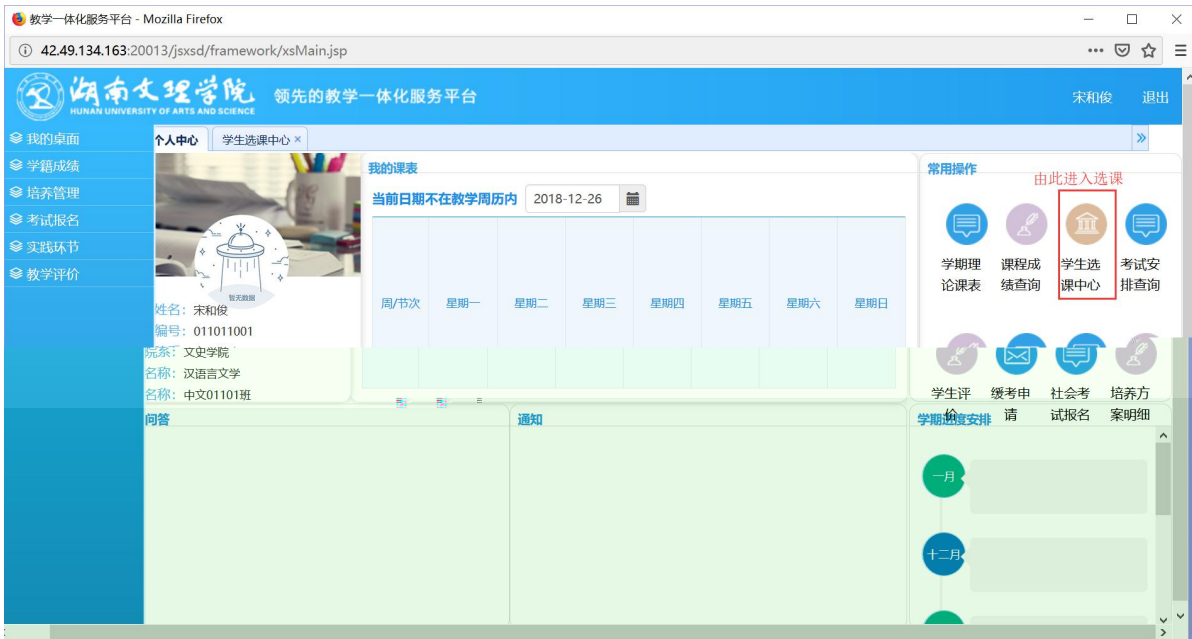 教学一体化服务平台 - Mozilla Firefox
42.49.134.163:20013/jsxsd/framework/xsMain.jsp
湖南文理学院
HUNAN UNIVERSITY OF ARTS AND SCIENCE
领先的教学一体化服务平台
宋和俊 退出
我的桌面
学籍成绩
培养管理
考试报名
实践环节
教学评价
个人中心 学生选课中心 ×
暂无数据
姓名：宋和俊
编号：011011001
院系：文史学院
名称：汉语言文学
名称：中文01101班
我的课表
当前日期不在教学周历内 2018-12-26
周/节次 星期一 星期二 星期三 星期四 星期五 星期六 星期日
常用操作
由此进入选课
学期理论课表
课程成绩查询
学生选课中心
考试安排查询
学生评价
缓考申请
社会考试报名
培养方案明细
问答
通知
学期进度安排
一月
十二月